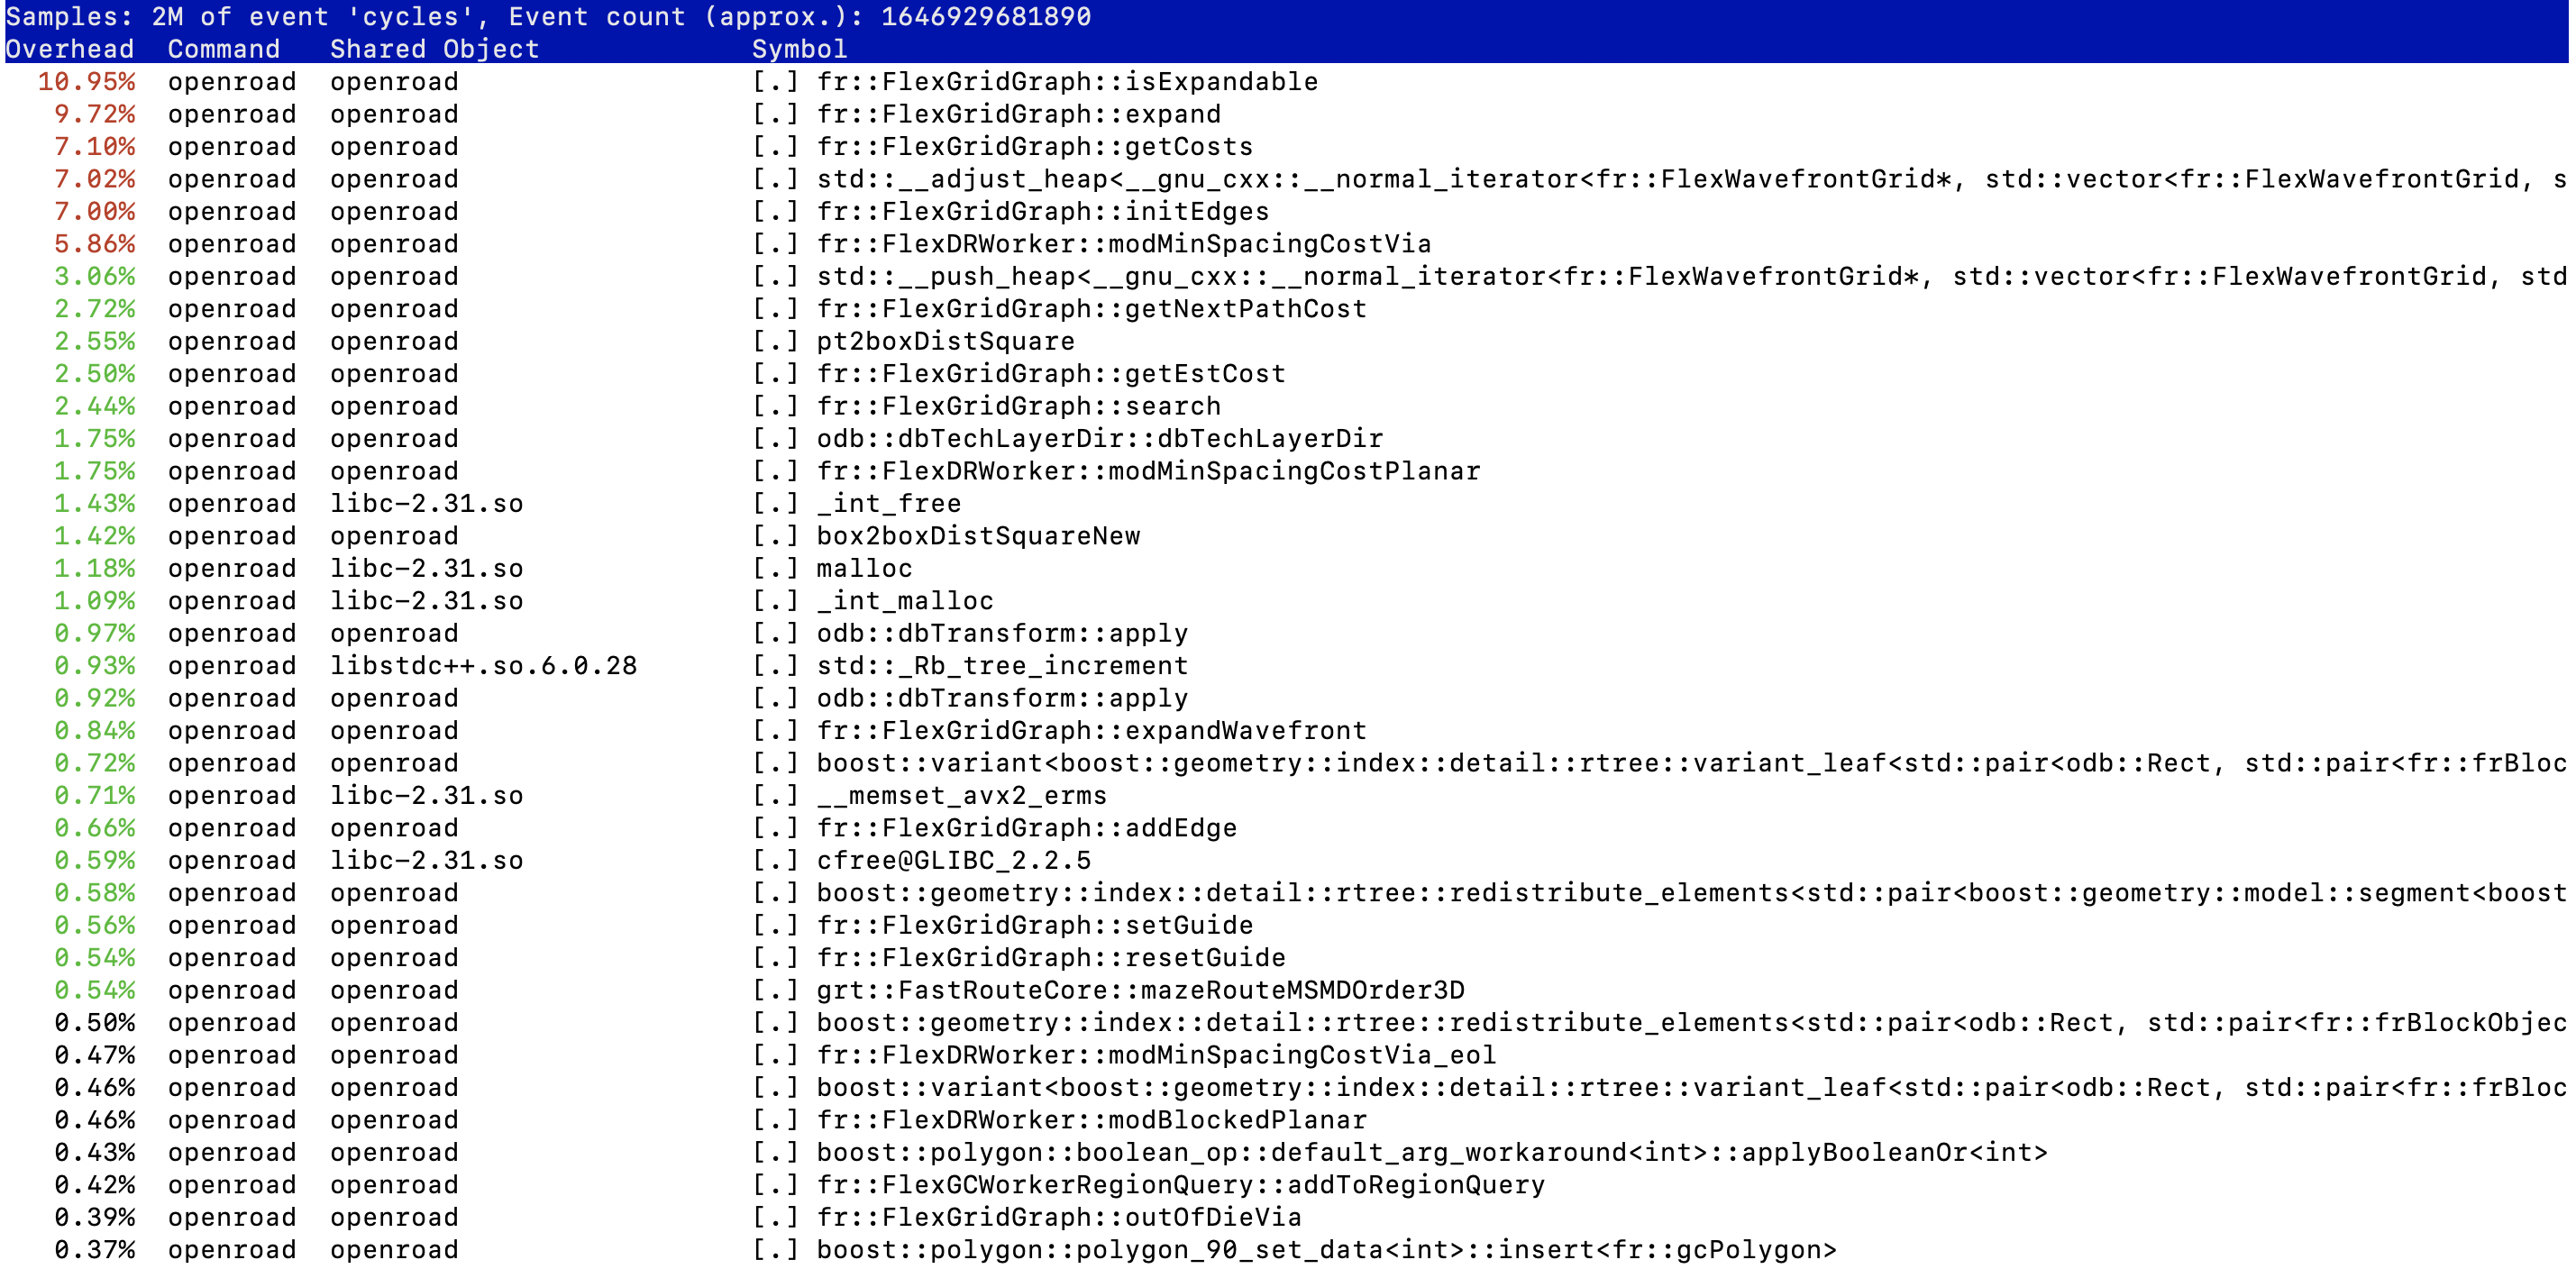 Samples: 2M of event 'cycles', Event count (approx.): 1646929681890
Overhead  Command   Shared Object             Symbol
10.95%  openroad  openroad                  [.] fr::FlexGridGraph::isExpandable
9.72%  openroad  openroad                  [.] fr::FlexGridGraph::expand
7.10%  openroad  openroad                  [.] fr::FlexGridGraph::getCosts
7.02%  openroad  openroad                  [.] std::__adjust_heap<__gnu_cxx::__normal_iterator<fr::FlexWavefrontGrid*, std::vector<fr::FlexWavefrontGrid, s
7.00%  openroad  openroad                  [.] fr::FlexGridGraph::initEdges
5.86%  openroad  openroad                  [.] fr::FlexDRWorker::modMinSpacingCostVia
3.06%  openroad  openroad                  [.] std::__push_heap<__gnu_cxx::__normal_iterator<fr::FlexWavefrontGrid*, std::vector<fr::FlexWavefrontGrid, std
2.72%  openroad  openroad                  [.] fr::FlexGridGraph::getNextPathCost
2.55%  openroad  openroad                  [.] pt2boxDistSquare
2.50%  openroad  openroad                  [.] fr::FlexGridGraph::getEstCost
2.44%  openroad  openroad                  [.] fr::FlexGridGraph::search
1.75%  openroad  openroad                  [.] odb::dbTechLayerDir::dbTechLayerDir
1.75%  openroad  openroad                  [.] fr::FlexDRWorker::modMinSpacingCostPlanar
1.43%  openroad  libc-2.31.so              [.] _int_free
1.42%  openroad  openroad                  [.] box2boxDistSquareNew
1.18%  openroad  libc-2.31.so              [.] malloc
1.09%  openroad  libc-2.31.so              [.] _int_malloc
0.97%  openroad  openroad                  [.] odb::dbTransform::apply
0.93%  openroad  libstdc++.so.6.0.28       [.] std::_Rb_tree_increment
0.92%  openroad  openroad                  [.] odb::dbTransform::apply
0.84%  openroad  openroad                  [.] fr::FlexGridGraph::expandWavefront
0.72%  openroad  openroad                  [.] boost::variant<boost::geometry::index::detail::rtree::variant_leaf<std::pair<odb::Rect, std::pair<fr::frBloc
0.71%  openroad  libc-2.31.so              [.] __memset_avx2_erms
0.66%  openroad  openroad                  [.] fr::FlexGridGraph::addEdge
0.59%  openroad  libc-2.31.so              [.] cfree@GLIBC_2.2.5
0.58%  openroad  openroad                  [.] boost::geometry::index::detail::rtree::redistribute_elements<std::pair<boost::geometry::model::segment<boost
0.56%  openroad  openroad                  [.] fr::FlexGridGraph::setGuide
0.54%  openroad  openroad                  [.] fr::FlexGridGraph::resetGuide
0.54%  openroad  openroad                  [.] grt::FastRouteCore::mazeRouteMSMDOrder3D
0.50%  openroad  openroad                  [.] boost::geometry::index::detail::rtree::redistribute_elements<std::pair<odb::Rect, std::pair<fr::frBlockObjec
0.47%  openroad  openroad                  [.] fr::FlexDRWorker::modMinSpacingCostVia_eol
0.46%  openroad  openroad                  [.] boost::variant<boost::geometry::index::detail::rtree::variant_leaf<std::pair<odb::Rect, std::pair<fr::frBloc
0.46%  openroad  openroad                  [.] fr::FlexDRWorker::modBlockedPlanar
0.43%  openroad  openroad                  [.] boost::polygon::boolean_op::default_arg_workaround<int>::applyBooleanOr<int>
0.42%  openroad  openroad                  [.] fr::FlexGCWorkerRegionQuery::addToRegionQuery
0.39%  openroad  openroad                  [.] fr::FlexGridGraph::outOfDieVia
0.37%  openroad  openroad                  [.] boost::polygon::polygon_90_set_data<int>::insert<fr::gcPolygon>